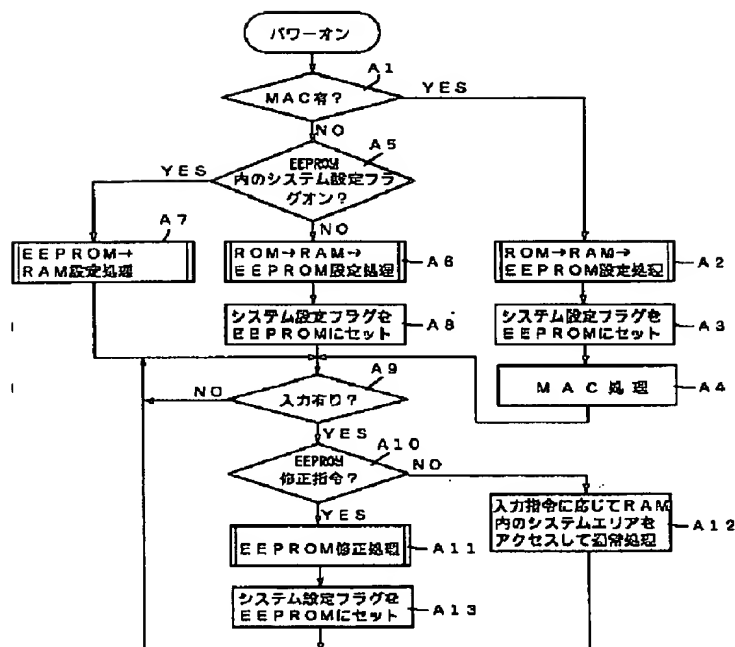 パワーオン
A1
MAC有?
YES
NO
A5
EEPROM
内のシステム設定フラ
グオン?
YES
NO
A7
EEPROM→
RAM設定処理
ROM→RAM→
EEPROM設定処理
A6
ROM→RAM→
EEPROM設定処理
A2
システム設定フラグを
EEPROMにセット
A8
システム設定フラグを
EEPROMにセット
A3
MAC処理
A4
A9
入力有り?
NO
YES
A10
EEPROM
修正指令?
NO
YES
入力指令に応じてRAM
内のシステムエリアを
アクセスして通常処理
A12
EEPROM修正処理
A11
システム設定フラグを
EEPROMにセット
A13